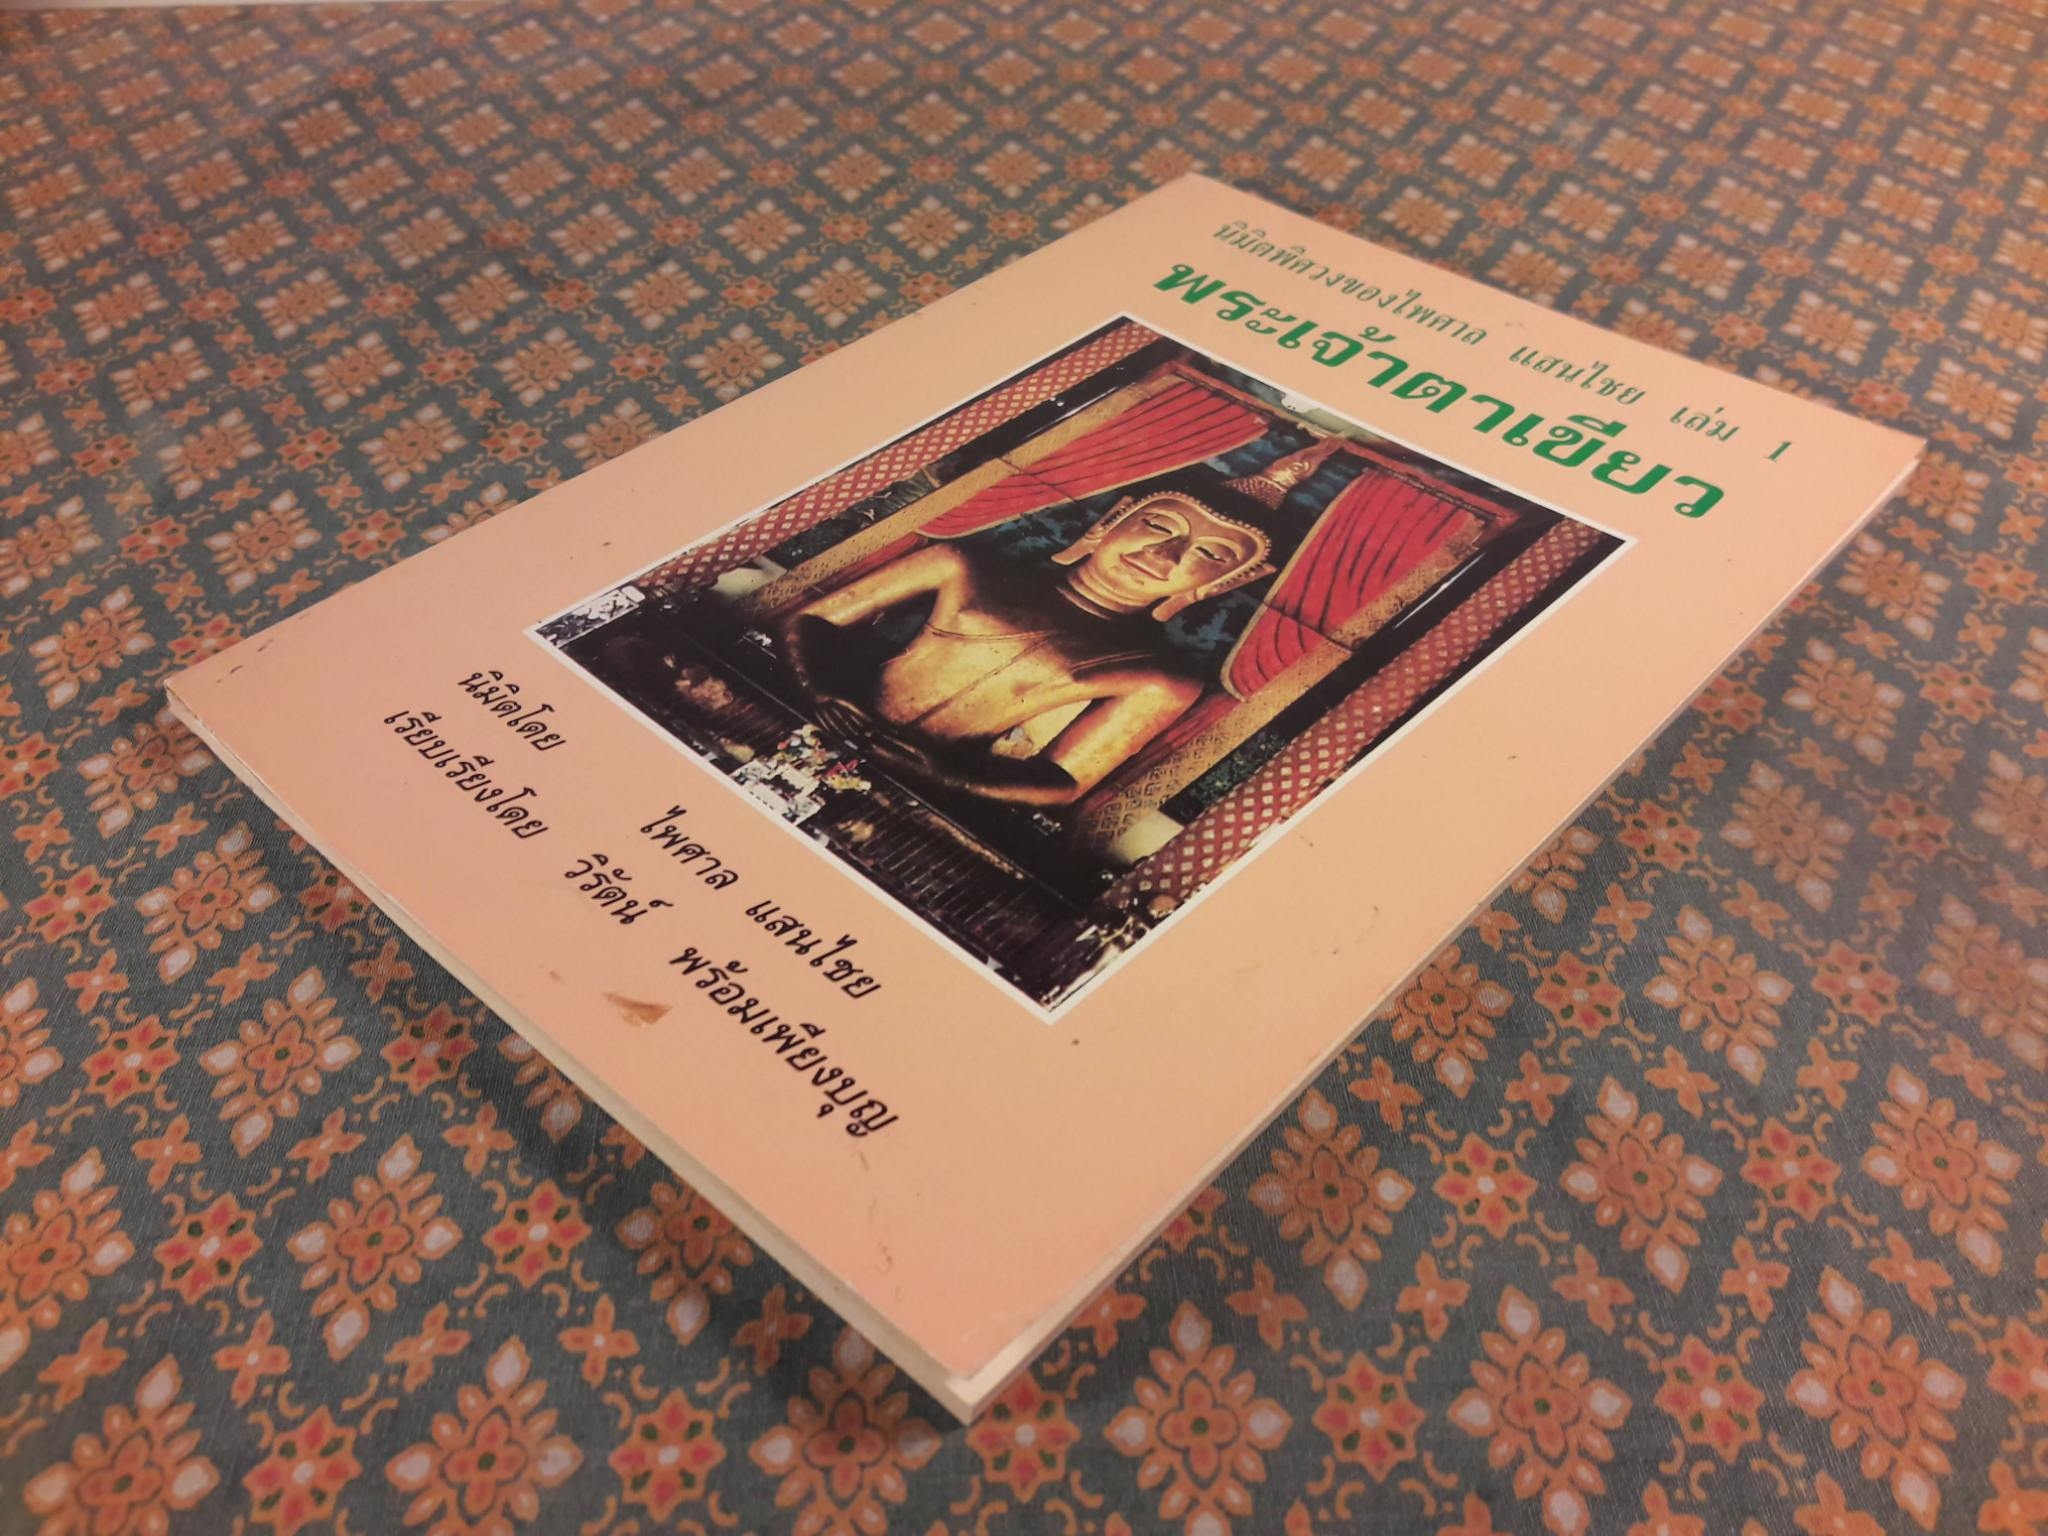 นิมิตพิศวงของไพศาล แสนไชย เล่ม 1
พระเจ้าตาเขียว
นิมิตโดย ไพศาล แสนไชย
เรียบเรียงโดย วิรัตน์ พร้อมเพียงบุญ